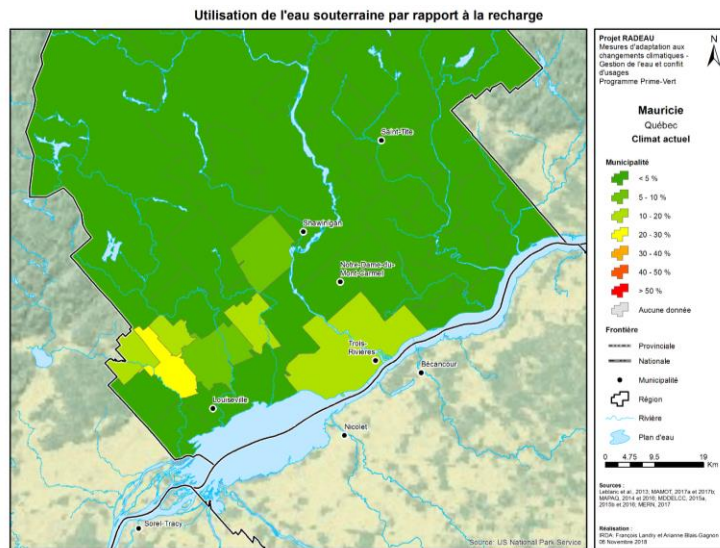 Utilisation de l'eau souterraine par rapport à la recharge
Saint-Tite
Shawinigan
Notre-Dame-du-
Mont-Carmel
Trois-
Rivières
Bécancour
Louiseville
Nicolet
Sorel-Tracy
Source: US National Park Service
Projet RADEAU
Mesures d'adaptation aux
changements climatiques -
Gestion de l'eau et conflit
d'usages
Programme Prime-Vert
N
Mauricie
Québec
Climat actuel
Municipalité
< 5 %
5 - 10 %
10 - 20 %
20 - 30 %
30 - 40 %
40 - 50 %
> 50 %
Aucune donnée
Frontière
Provinciale
Nationale
Municipalité
Région
Rivière
Plan d'eau
0 4.75 9.5 19
Km
Sources :
Leblanc et al., 2013; MAMOT, 2017a et 2017b;
MAPAQ, 2014 et 2016; MDDELCC, 2015a,
2015b et 2016; MERN, 2017
Réalisation :
IRDA: François Landry et Arianne Blais-Gagnon
05 Novembre 2018